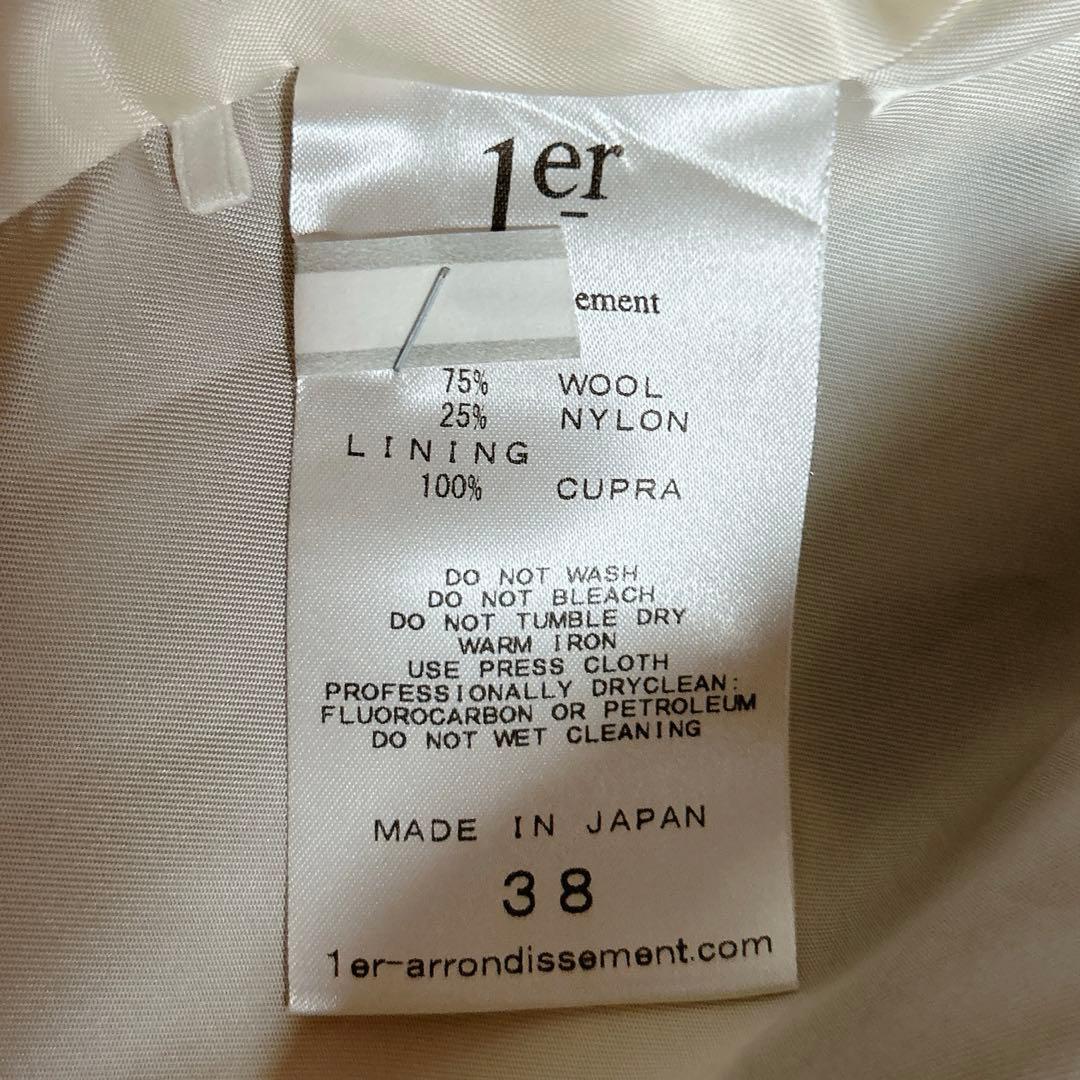 1er
ement
75% WOOL
25% NYLON
LINING
100% CUPRA
DO NOT WASH
DO NOT BLEACH
DO NOT TUMBLE DRY
WARM IRON
USE PRESS CLOTH
PROFESSIONALLY DRYCLEAN:
FLUOROCARBON OR PETROLEUM
DO NOT WET CLEANING
MADE IN JAPAN
38
1er-arrondissement.com